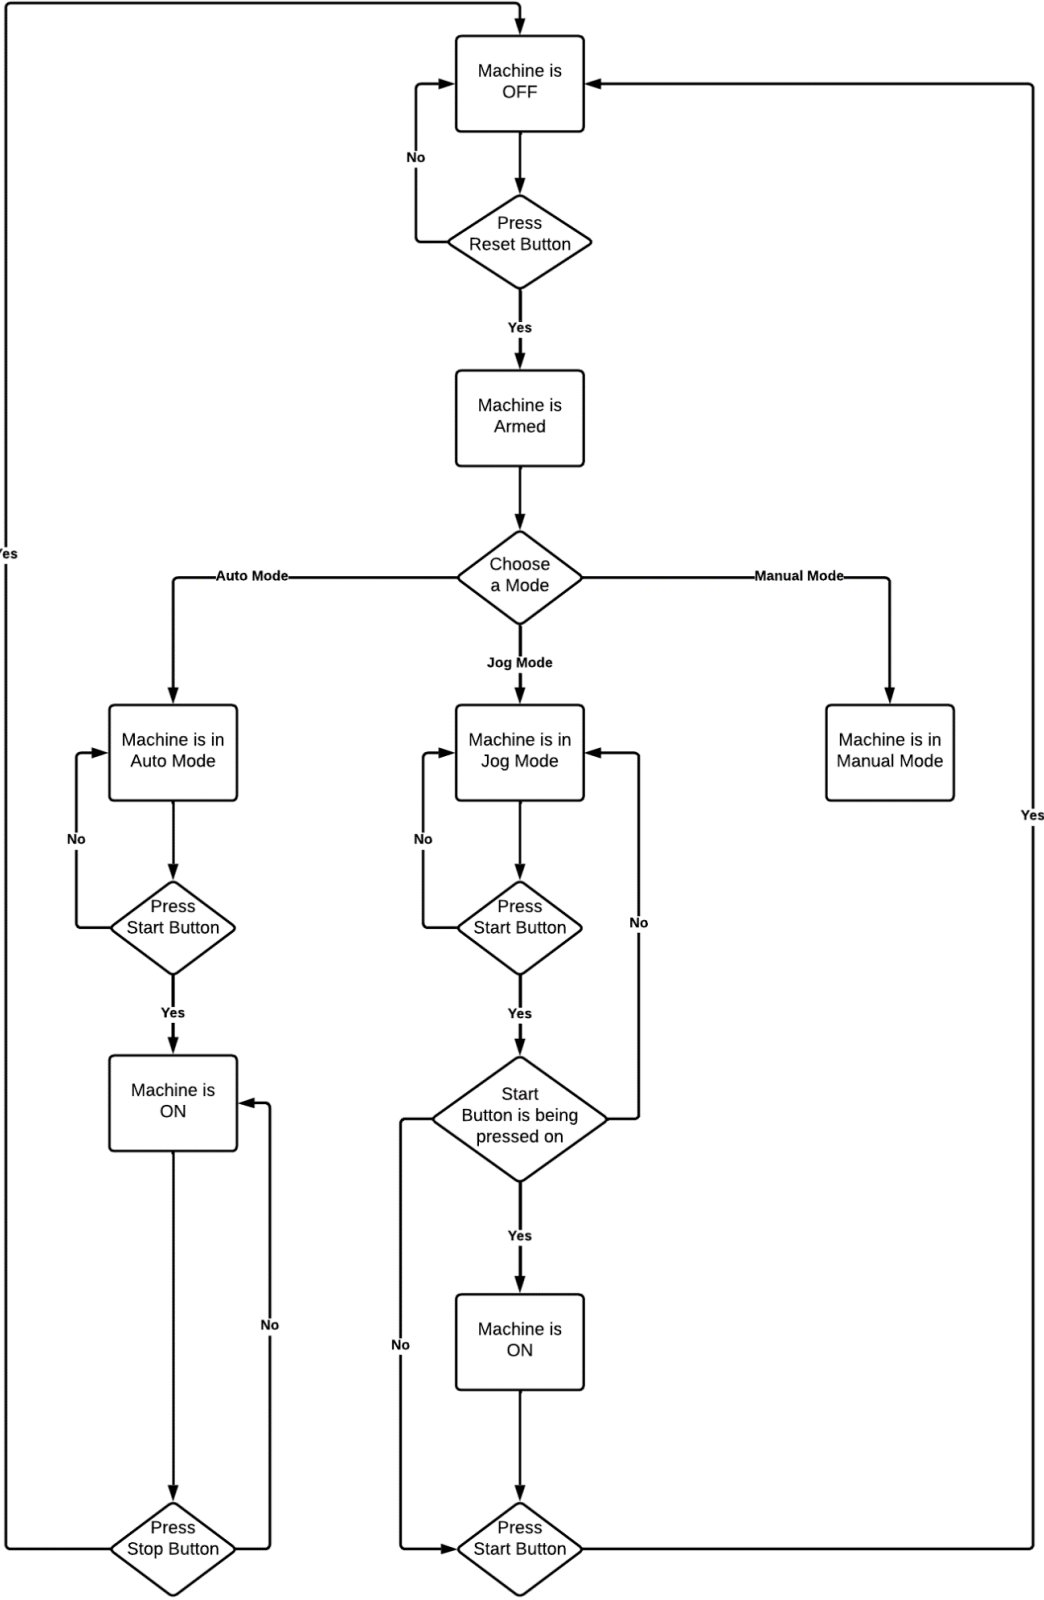 Machine is
OFF
No
Press
Reset Button
Yes
Machine is
Armed
Yes
Choose
a Mode
Auto Mode
Manual Mode
Jog Mode
Machine is in
Auto Mode
Machine is in
Jog Mode
Machine is in
Manual Mode
Yes
No
No
Press
Start Button
Press
Start Button
No
Yes
Yes
Machine is
ON
Start
Button is being
pressed on
Yes
No
Machine is
ON
No
Press
Stop Button
Press
Start Button